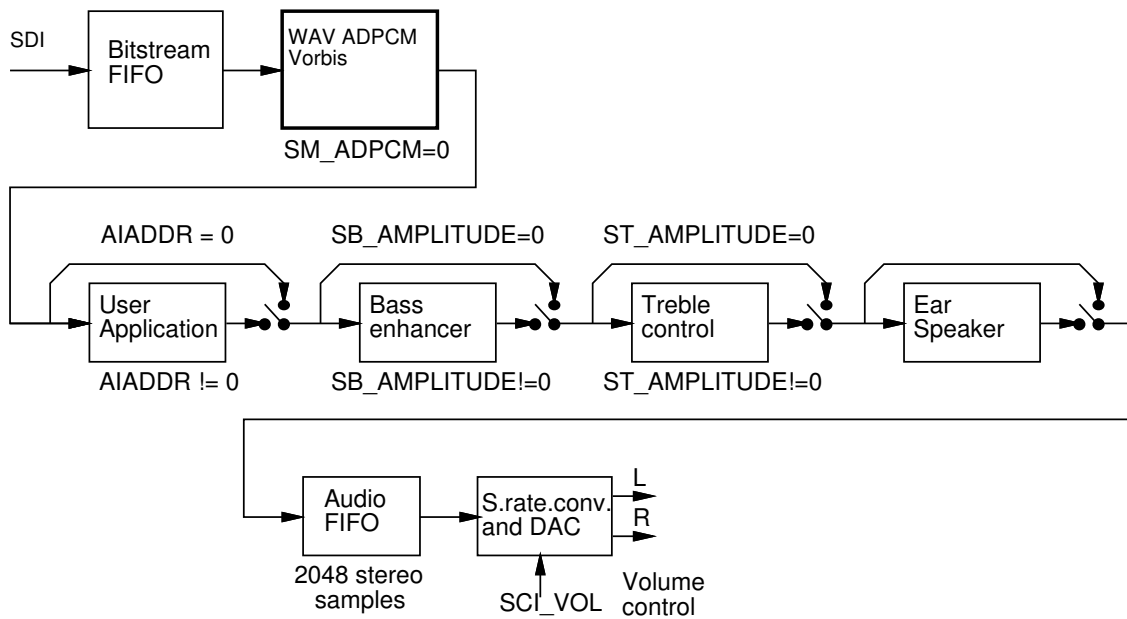 SDI
Bitstream
FIFO
WAV ADPCM
Vorbis
SM_ADPCM=0
AIADDR = 0
SB_AMPLITUDE=0
ST_AMPLITUDE=0
User
Application
Bass
enhancer
Treble
control
Ear
Speaker
AIADDR != 0
SB_AMPLITUDE!=0
ST_AMPLITUDE!=0
Audio
FIFO
S.rate.conv.
and DAC
L
R
2048 stereo
samples
SCI_VOL
Volume
control